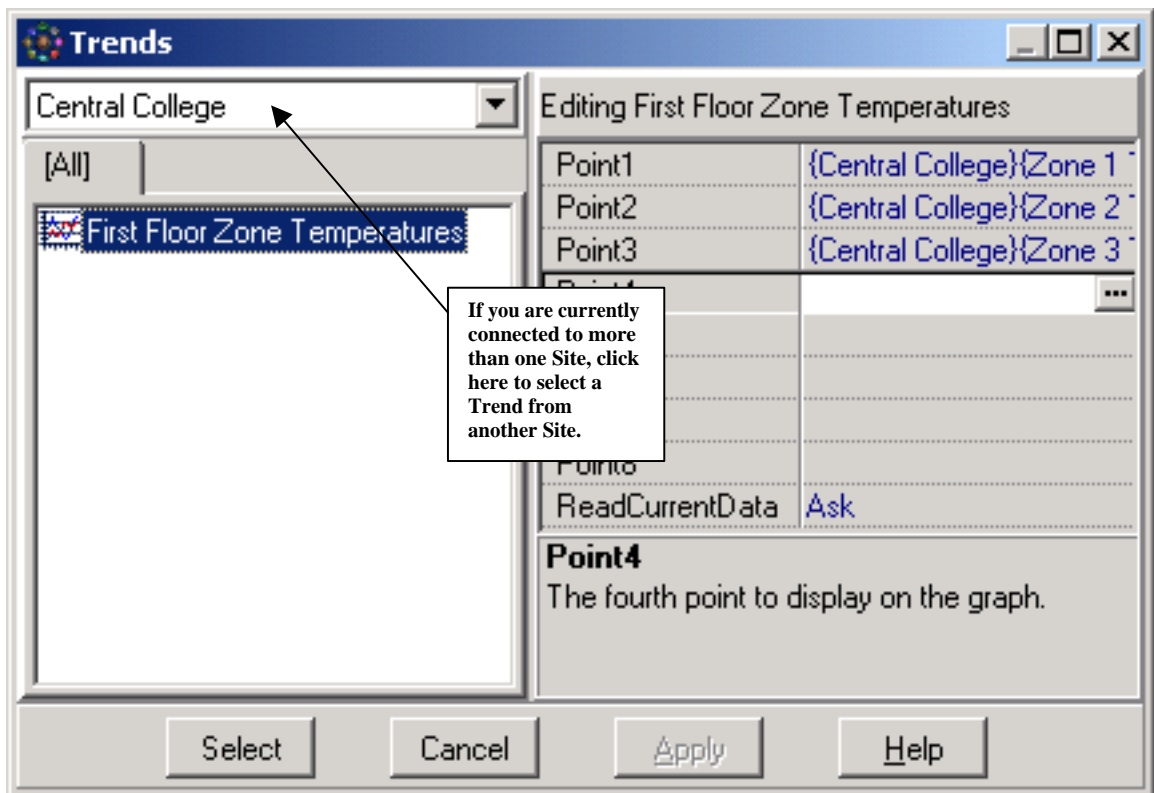 Trends
Central College
[All]
First Floor Zone Temperatures
If you are currently
connected to more
than one Site, click
here to select a
Trend from
another Site.
Editing First Floor Zone Temperatures
Point1 {Central College}{Zone 1
Point2 {Central College}{Zone 2
Point3 {Central College}{Zone 3
...
Point8
ReadCurrentData Ask
Point4
The fourth point to display on the graph.
Select Cancel Apply Help